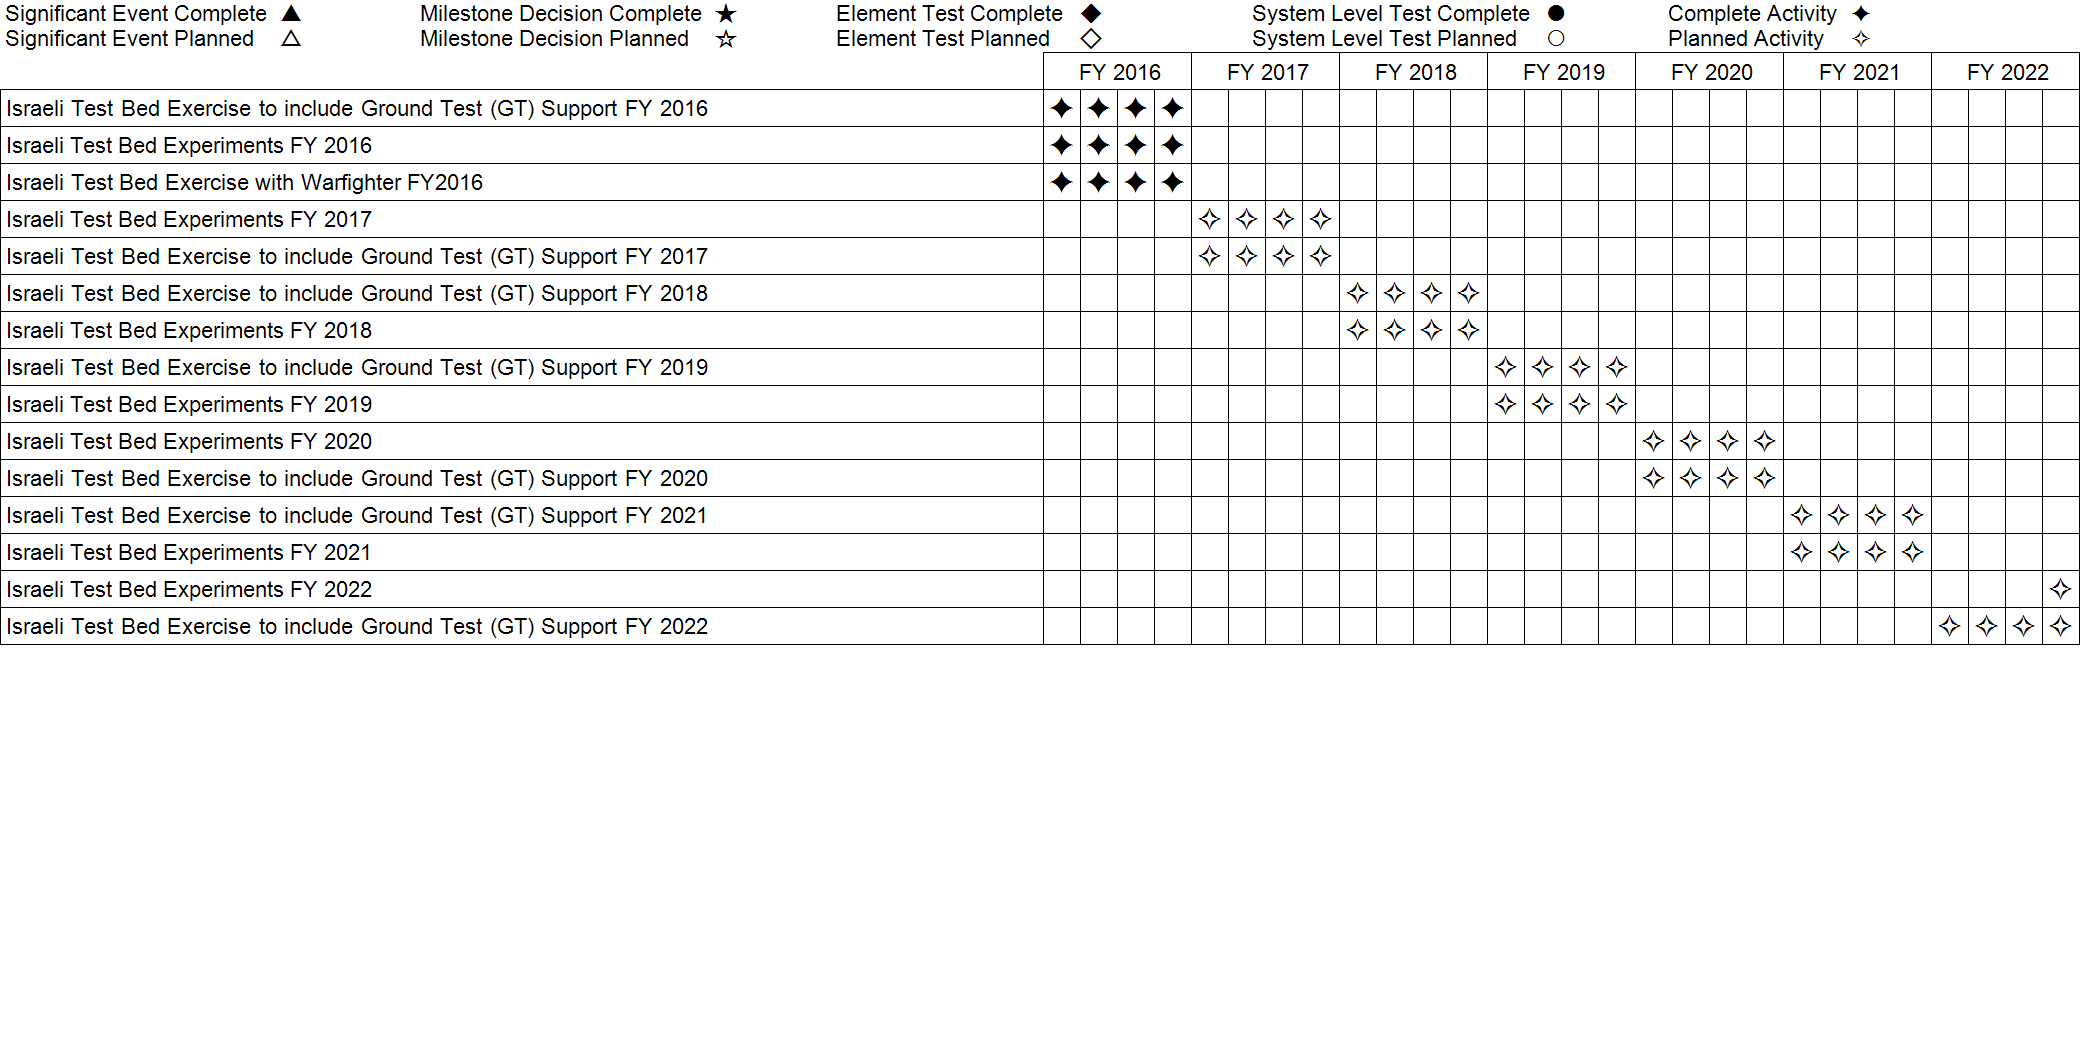 Significant Event Complete ▲ Milestone Decision Complete ★ Element Test Complete ◆ System Level Test Complete ● Complete Activity ✦
Significant Event Planned △ Milestone Decision Planned ☆ Element Test Planned ◇ System Level Test Planned ○ Planned Activity ✧
FY 2016 FY 2017 FY 2018 FY 2019 FY 2020 FY 2021 FY 2022
Israeli Test Bed Exercise to include Ground Test (GT) Support FY 2016 ✦ ✦ ✦ ✦
Israeli Test Bed Experiments FY 2016 ✦ ✦ ✦ ✦
Israeli Test Bed Exercise with Warfighter FY2016 ✦ ✦ ✦ ✦
Israeli Test Bed Experiments FY 2017 ✧ ✧ ✧ ✧
Israeli Test Bed Exercise to include Ground Test (GT) Support FY 2017 ✧ ✧ ✧ ✧
Israeli Test Bed Exercise to include Ground Test (GT) Support FY 2018 ✧ ✧ ✧ ✧
Israeli Test Bed Experiments FY 2018 ✧ ✧ ✧ ✧
Israeli Test Bed Exercise to include Ground Test (GT) Support FY 2019 ✧ ✧ ✧ ✧
Israeli Test Bed Experiments FY 2019 ✧ ✧ ✧ ✧
Israeli Test Bed Experiments FY 2020 ✧ ✧ ✧ ✧
Israeli Test Bed Exercise to include Ground Test (GT) Support FY 2020 ✧ ✧ ✧ ✧
Israeli Test Bed Exercise to include Ground Test (GT) Support FY 2021 ✧ ✧ ✧ ✧
Israeli Test Bed Experiments FY 2021 ✧ ✧ ✧ ✧
Israeli Test Bed Experiments FY 2022 ✧
Israeli Test Bed Exercise to include Ground Test (GT) Support FY 2022 ✧ ✧ ✧ ✧